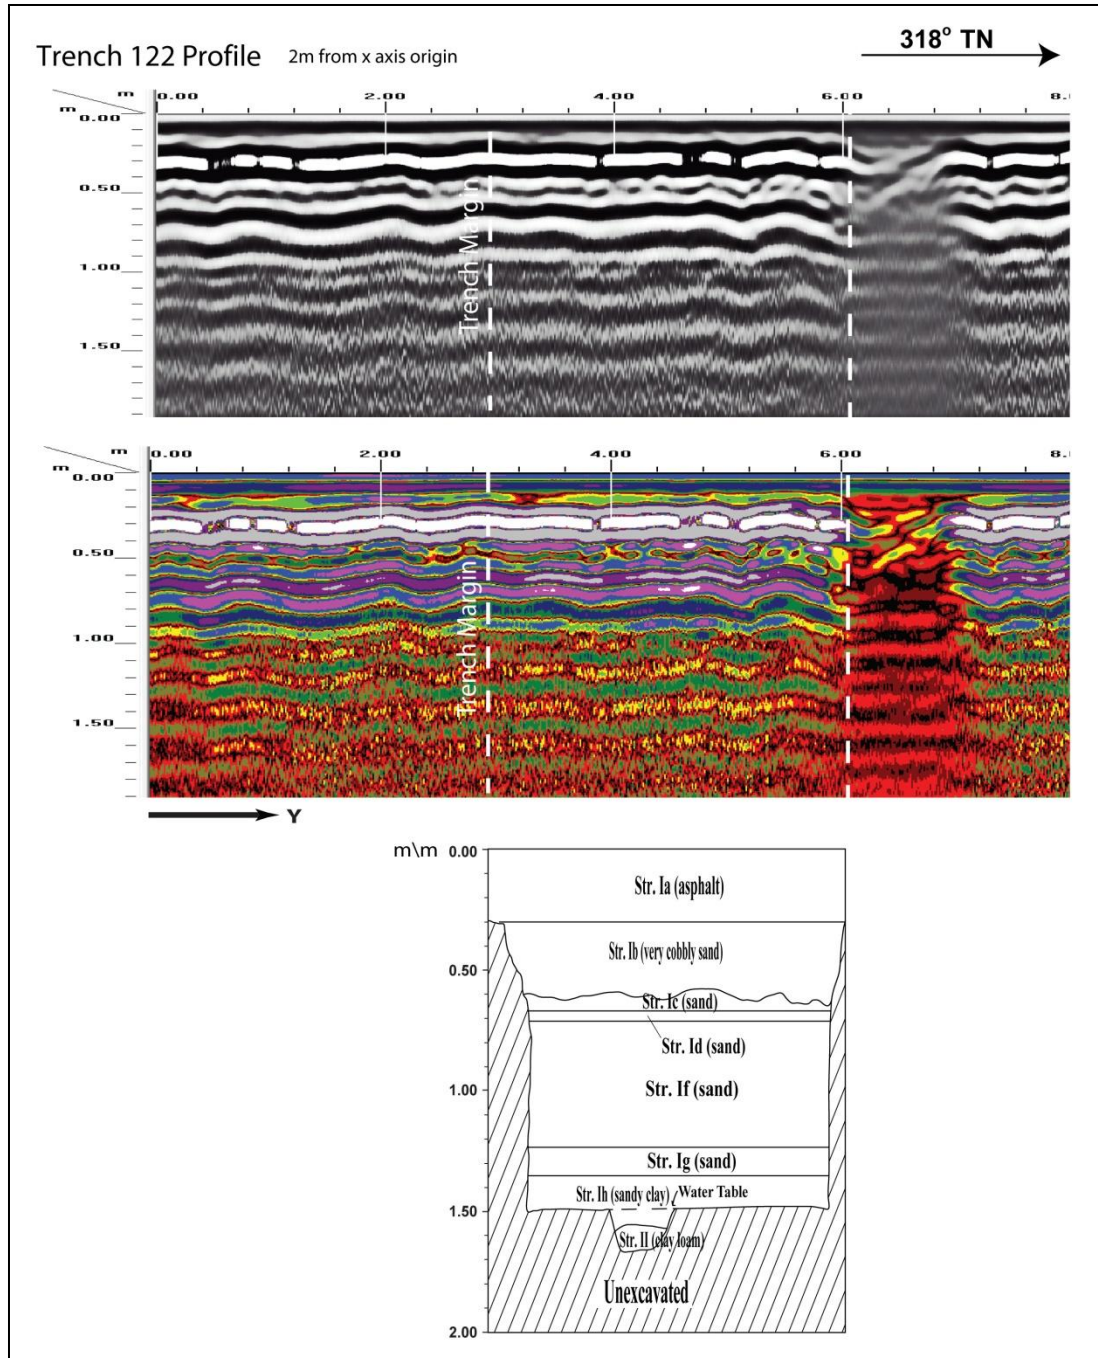 Trench 122 Profile 2m from x axis origin
318° TN
m 0.00 2.00 4.00 6.00 8.
m
0.00
0.50
1.00
1.50
Trench Margin
m 0.00 2.00 4.00 6.00 8.
m
0.00
0.50
1.00
1.50
Trench Margin
Y
m\m 0.00
Str. Ia (asphalt)
Str. Ib (very cobbly sand)
0.50
Str. Ic (sand)
Str. Id (sand)
Str. If (sand)
1.00
Str. Ig (sand)
Str. Ih (sandy clay) Water Table
1.50
Str. II (clay loam)
Unexcavated
2.00